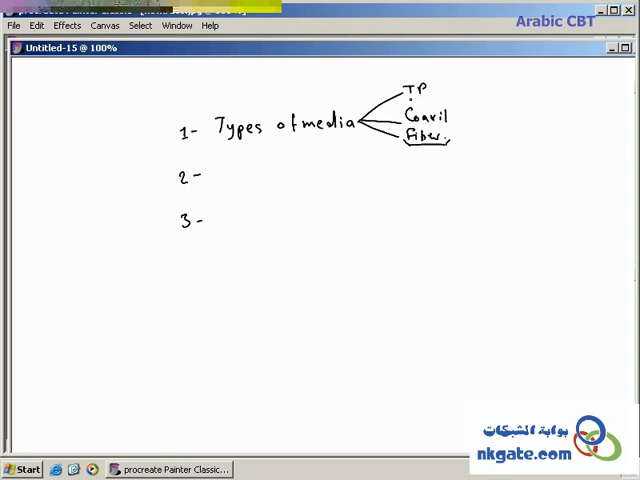 Arabic CBT
File Edit Effects Canvas Select Window Help
Untitled-15 @ 100%
1- Types of media
TP
Coaxil
Fiber.
2-
3-
بوابة الشبكات
nkgate.com
Start procreate Painter Classic...